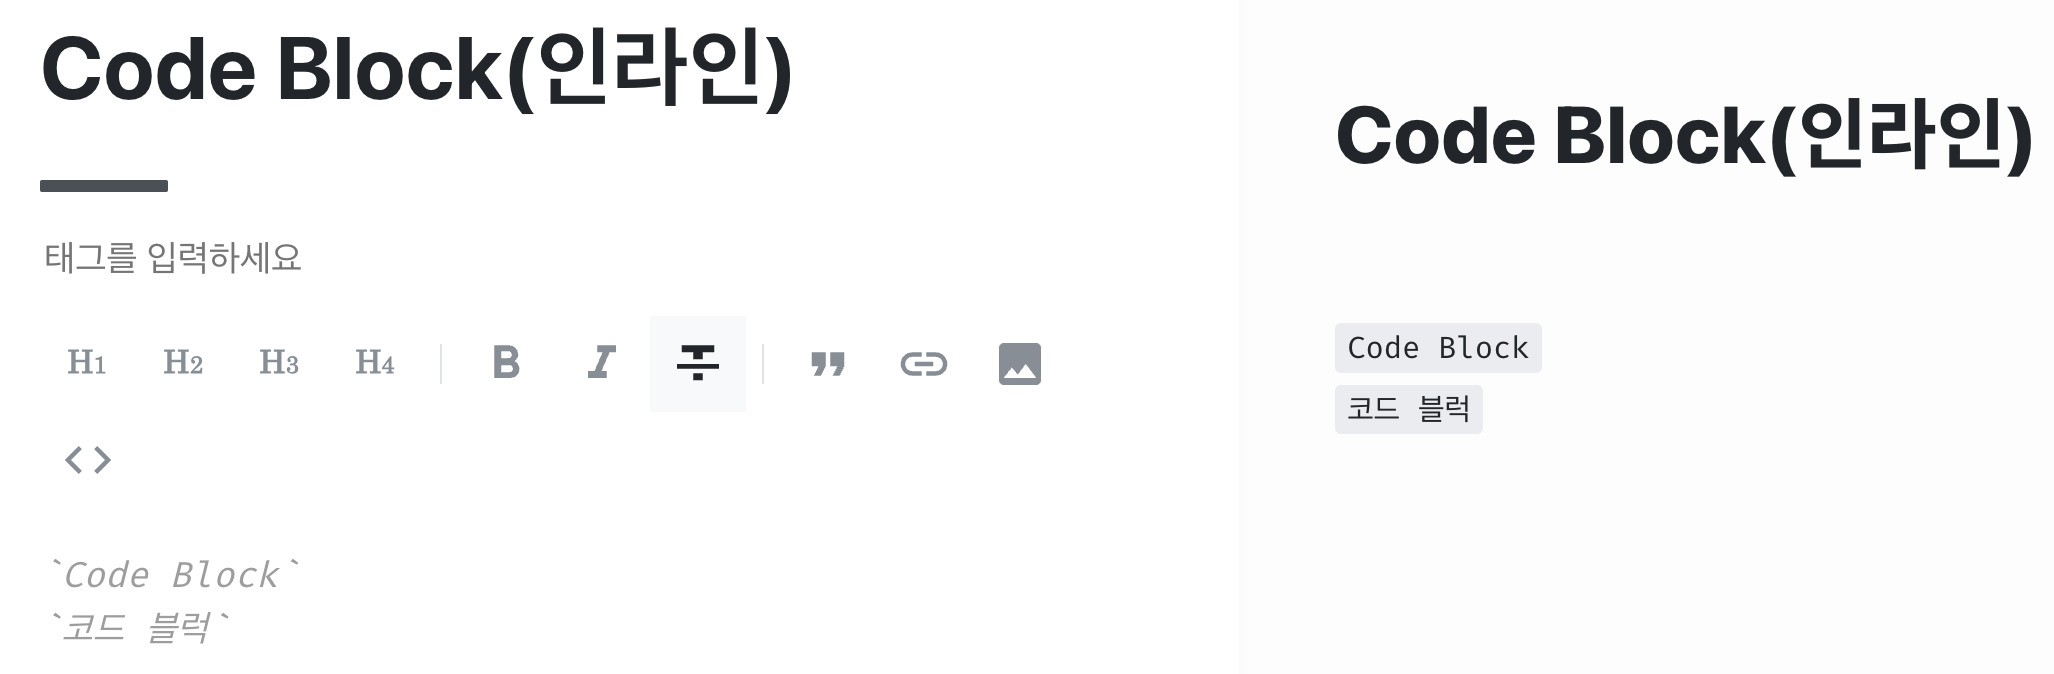 Code Block(인라인)
태그를 입력하세요
H1 H2 H3 H4 B I T
`Code Block`
`코드 블럭`
Code Block(인라인)
Code Block
코드 블럭